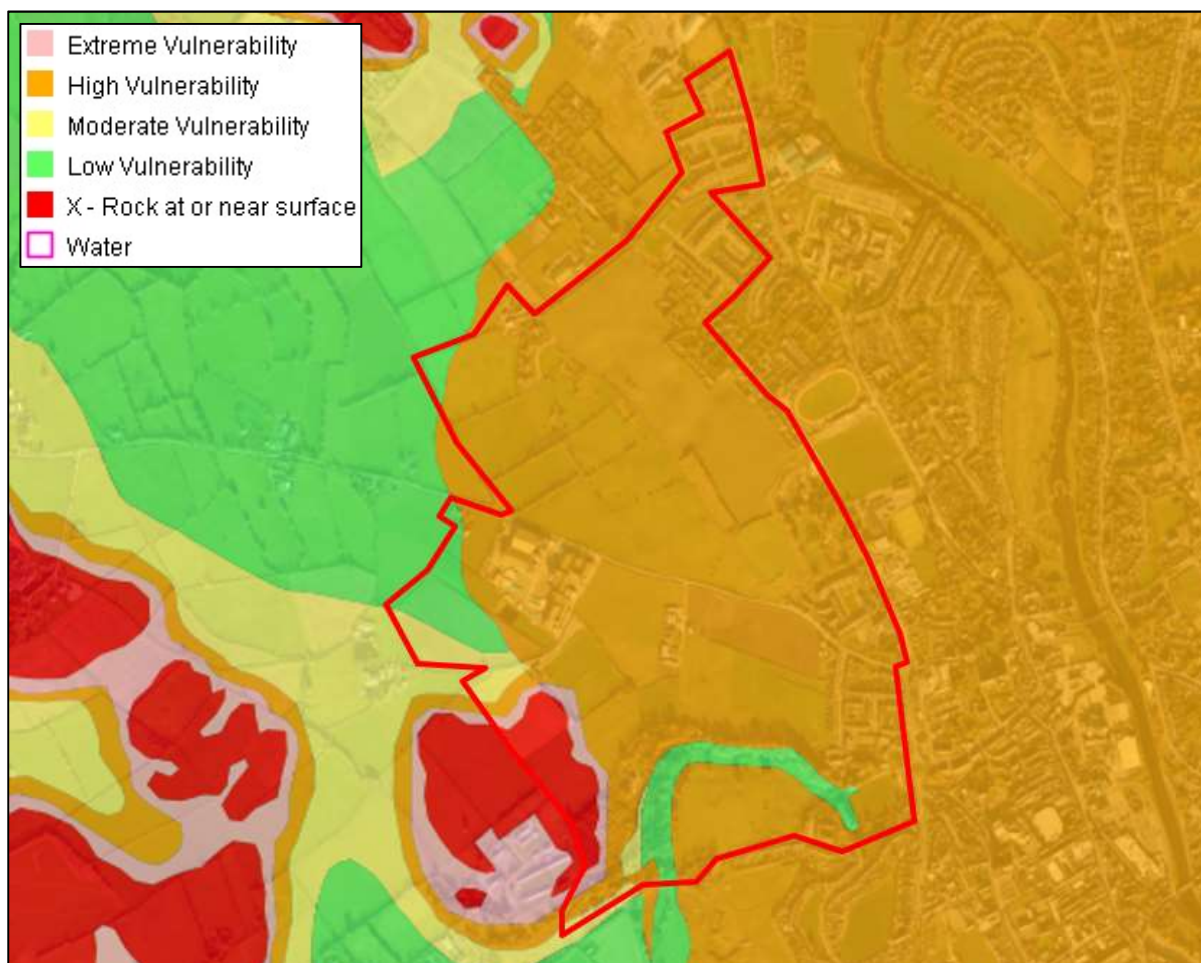 Extreme Vulnerability
High Vulnerability
Moderate Vulnerability
Low Vulnerability
X - Rock at or near surface
Water